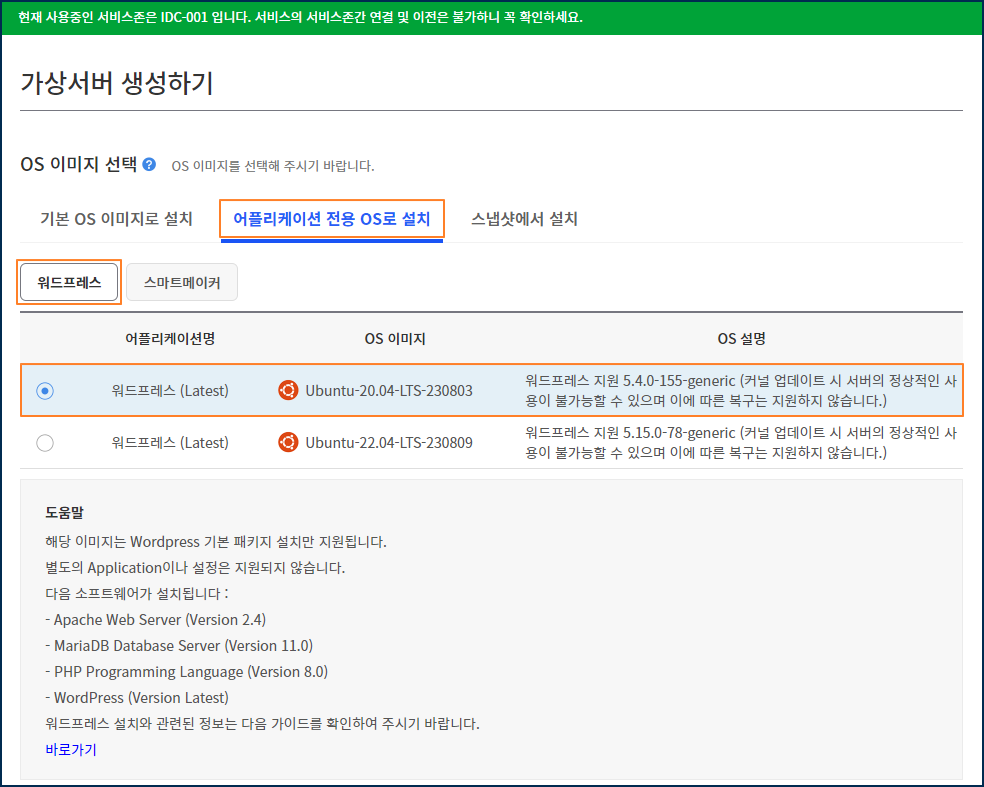 현재 사용중인 서비스존은 IDC-001 입니다. 서비스의 서비스존간 연결 및 이전은 불가하니 꼭 확인하세요.
가상서버 생성하기
OS 이미지 선택 ? OS 이미지를 선택해 주시기 바랍니다.
기본 OS 이미지로 설치 어플리케이션 전용 OS로 설치 스냅샷에서 설치
워드프레스 스마트메이커
어플리케이션명 OS 이미지 OS 설명
워드프레스 (Latest) Ubuntu-20.04-LTS-230803 워드프레스 지원 5.4.0-155-generic (커널 업데이트 시 서버의 정상적인 사
용이 불가능할 수 있으며 이에 따른 복구는 지원하지 않습니다.)
워드프레스 (Latest) Ubuntu-22.04-LTS-230809 워드프레스 지원 5.15.0-78-generic (커널 업데이트 시 서버의 정상적인 사
용이 불가능할 수 있으며 이에 따른 복구는 지원하지 않습니다.)
도움말
해당 이미지는 Wordpress 기본 패키지 설치만 지원됩니다.
별도의 Application이나 설정은 지원되지 않습니다.
다음 소프트웨어가 설치됩니다 :
- Apache Web Server (Version 2.4)
- MariaDB Database Server (Version 11.0)
- PHP Programming Language (Version 8.0)
- WordPress (Version Latest)
워드프레스 설치와 관련된 정보는 다음 가이드를 확인하여 주시기 바랍니다.
바로가기